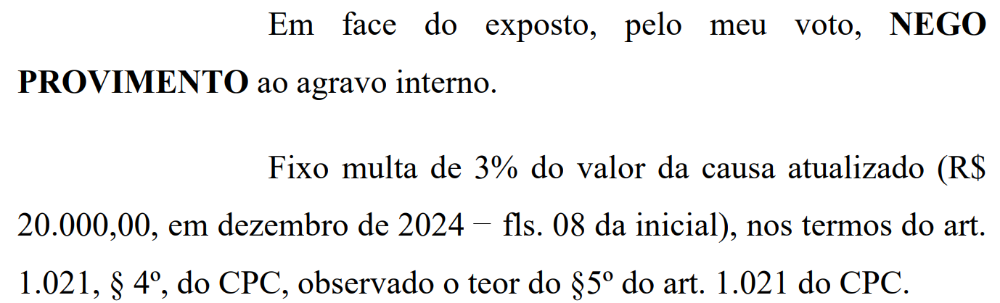 Em face do exposto, pelo meu voto, NEGO
PROVIMENTO ao agravo interno.
Fixo multa de 3% do valor da causa atualizado (R$
20.000,00, em dezembro de 2024 – fls. 08 da inicial), nos termos do art.
1.021, § 4º, do CPC, observado o teor do §5º do art. 1.021 do CPC.